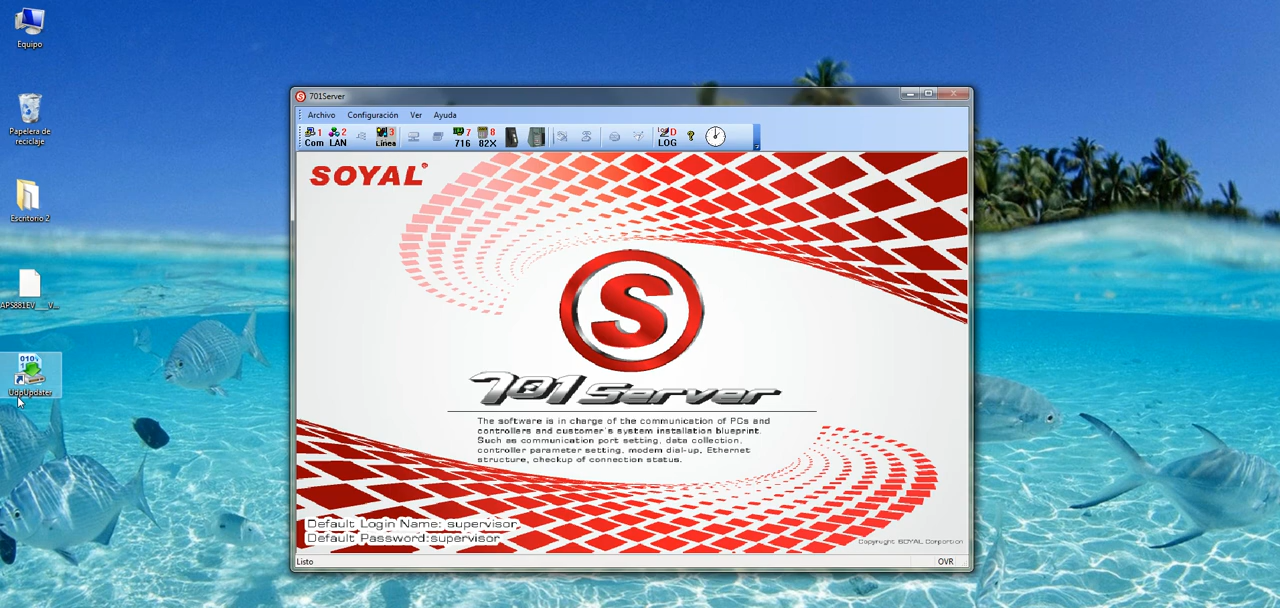 Equipo
Papelera de
reciclaje
Escritorio 2
APS881EV____V...
UdpUpdater
701Server
Archivo Configuración Ver Ayuda
1 Com 2 LAN 3 Línea 7 716 8 82X D LOG ?
SOYAL®
S
701Server
The software is in charge of the communication of PCs and
controllers and customer's system installation blueprint.
Such as communication port setting, data collection,
controller parameter setting, modem dial-up, Ethernet
structure, checkup of connection status.
Default Login Name: supervisor,
Default Password:supervisor
Copyright SOYAL Corportion
Listo OVR